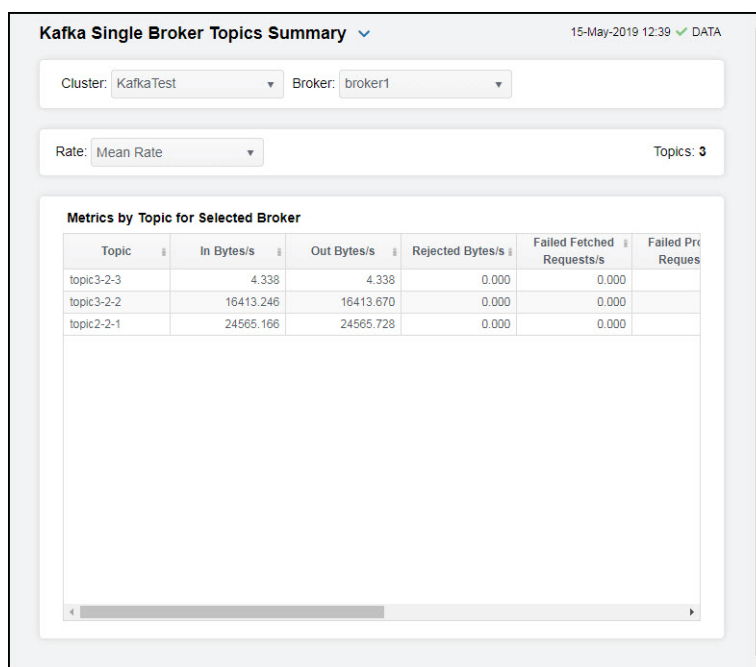 Kafka Single Broker Topics Summary 15-May-2019 12:39 DATA
Cluster: KafkaTest Broker: broker1
Rate: Mean Rate Topics: 3
Metrics by Topic for Selected Broker
Topic In Bytes/s Out Bytes/s Rejected Bytes/s Failed Fetched Requests/s Failed Pro Reques
topic3-2-3 4.338 4.338 0.000 0.000
topic3-2-2 16413.246 16413.670 0.000 0.000
topic2-2-1 24565.166 24565.728 0.000 0.000